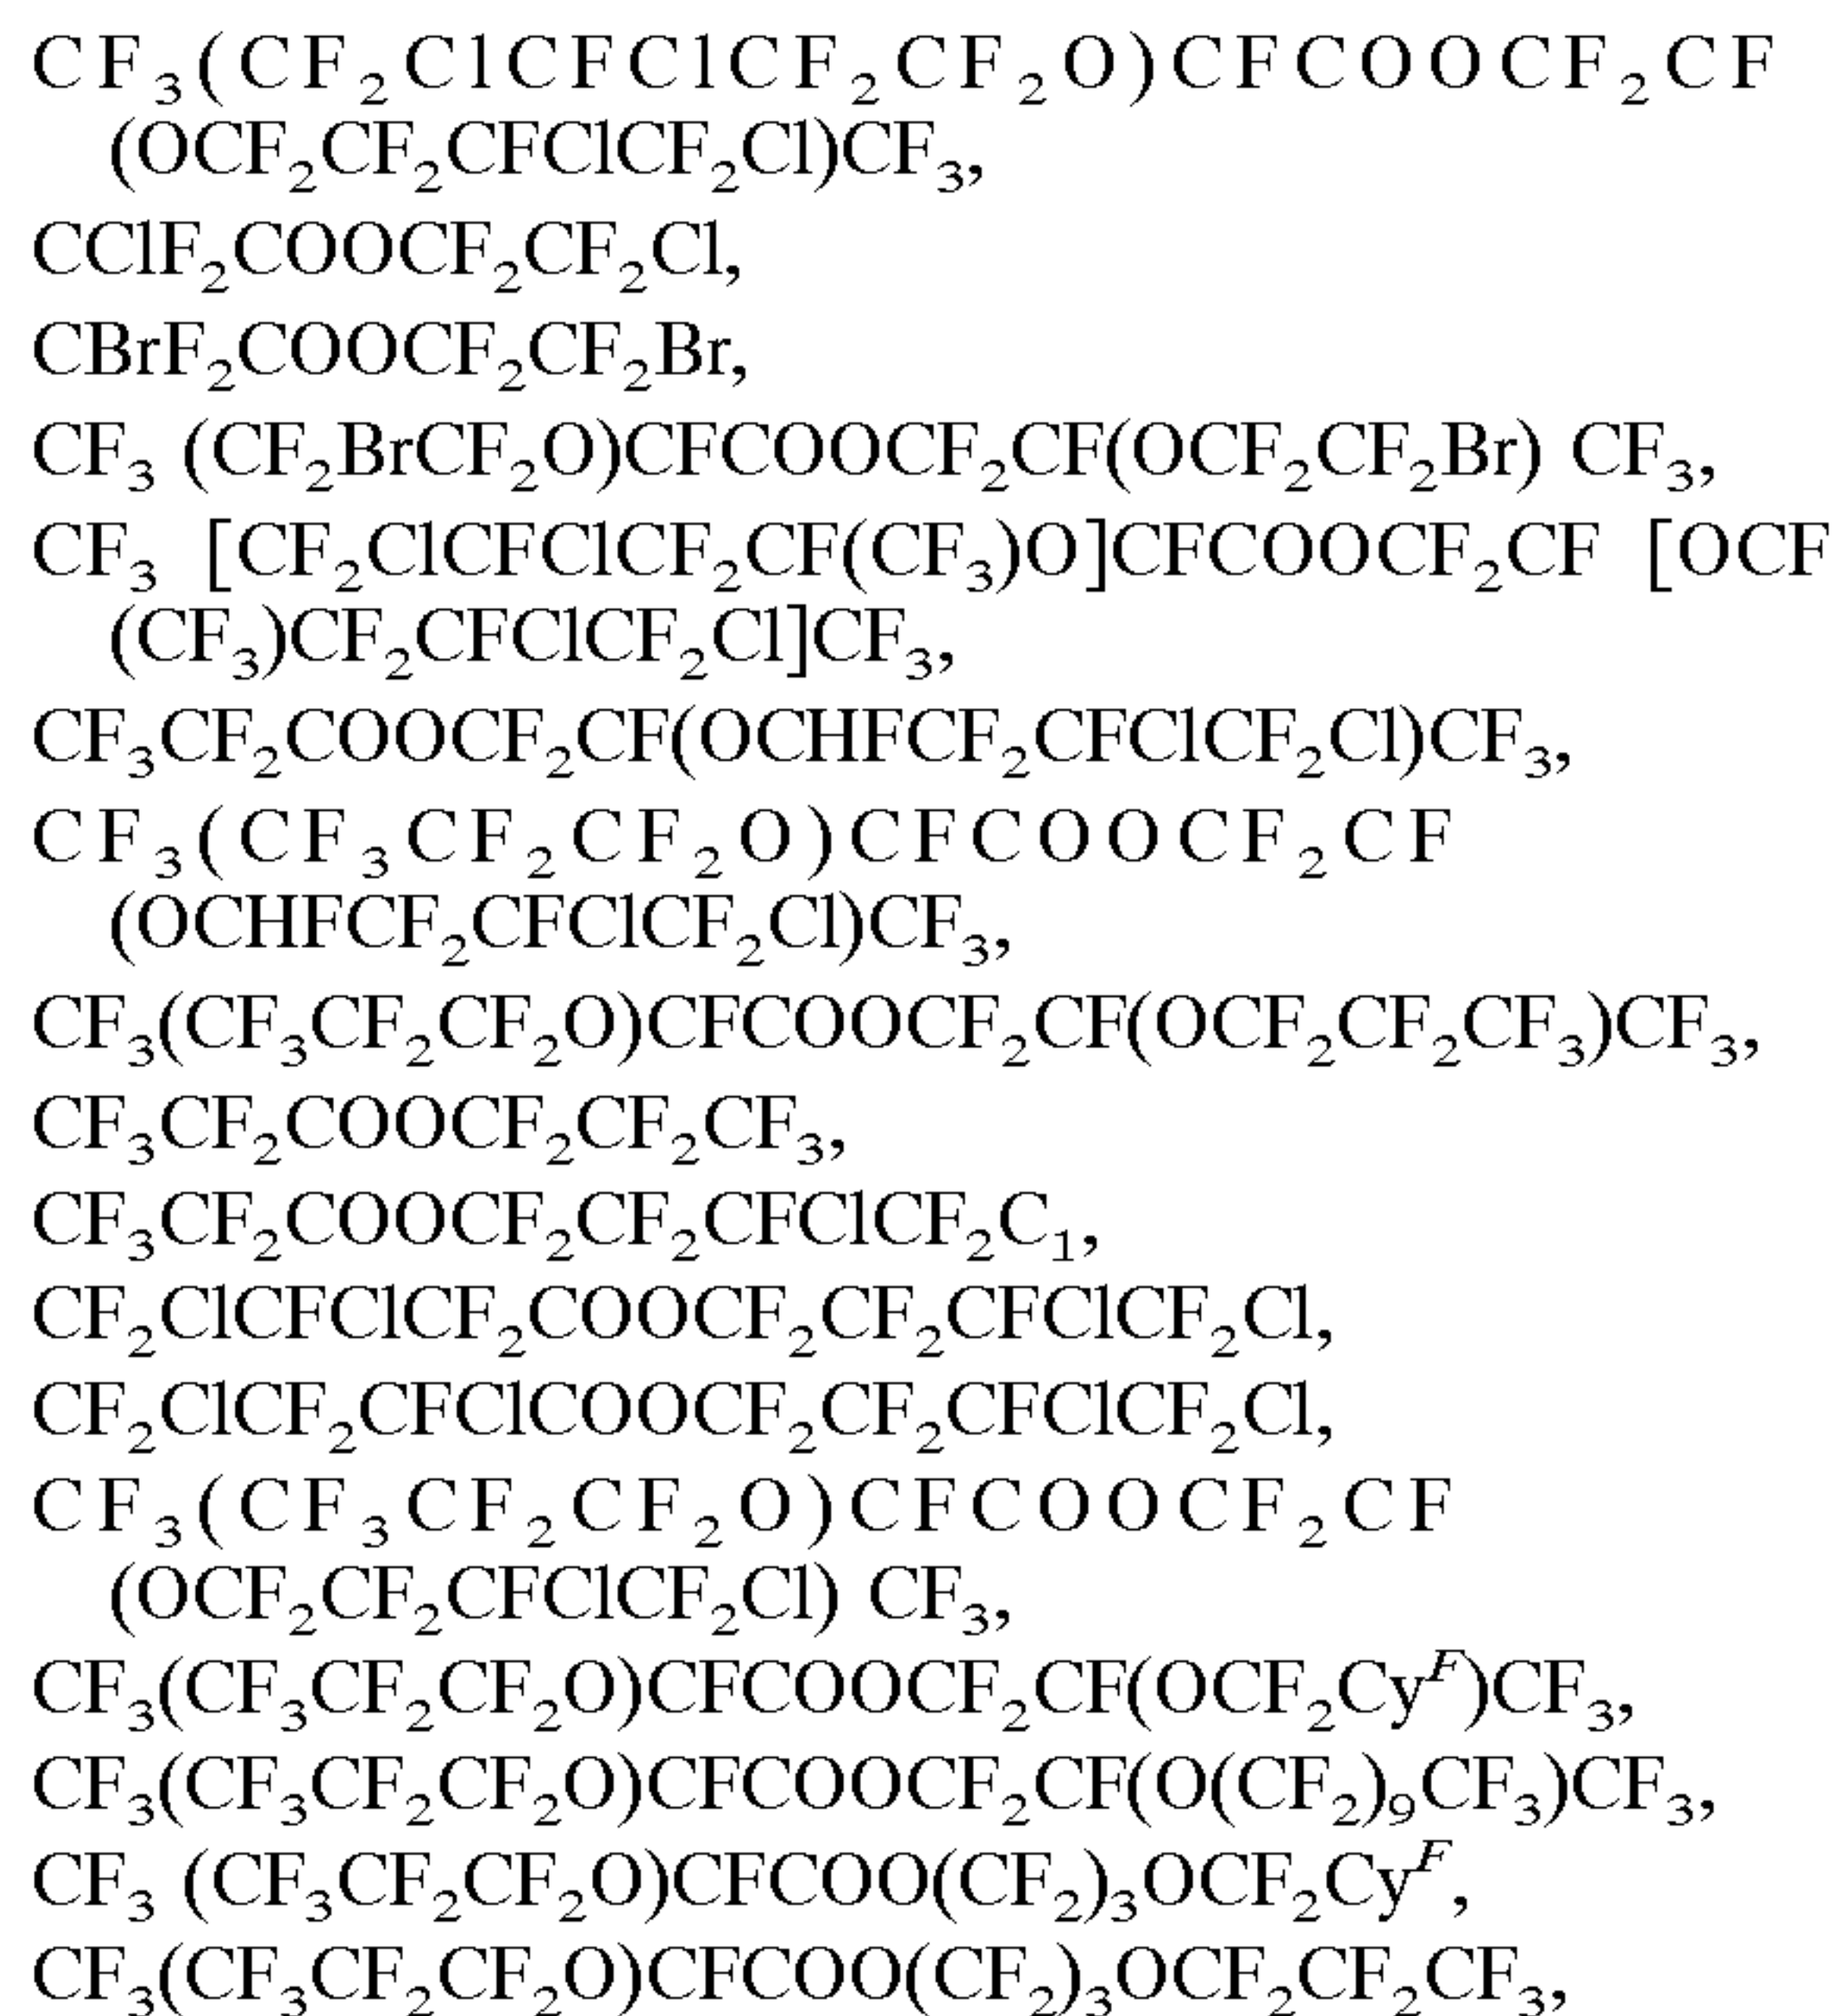 CF₃(CF₂ClCFClCF₂CF₂O)CFCOOCF₂CF
(OCF₂CF₂CFClCF₂Cl)CF₃,
CClF₂COOCF₂CF₂Cl,
CBrF₂COOCF₂CF₂Br,
CF₃ (CF₂BrCF₂O)CFCOOCF₂CF(OCF₂CF₂Br) CF₃,
CF₃ [CF₂ClCFClCF₂CF(CF₃)O]CFCOOCF₂CF [OCF
(CF₃)CF₂CFClCF₂Cl]CF₃,
CF₃CF₂COOCF₂CF(OCHFCF₂CFClCF₂Cl)CF₃,
CF₃(CF₃CF₂CF₂O)CFCOOCF₂CF
(OCHFCF₂CFClCF₂Cl)CF₃,
CF₃(CF₃CF₂CF₂O)CFCOOCF₂CF(OCF₂CF₂CF₃)CF₃,
CF₃CF₂COOCF₂CF₂CF₃,
CF₃CF₂COOCF₂CF₂CFClCF₂C₁,
CF₂ClCFClCF₂COOCF₂CF₂CFClCF₂Cl,
CF₂ClCF₂CFClCOOCF₂CF₂CFClCF₂Cl,
CF₃(CF₃CF₂CF₂O)CFCOOCF₂CF
(OCF₂CF₂CFClCF₂Cl) CF₃,
CF₃(CF₃CF₂CF₂O)CFCOOCF₂CF(OCF₂Cyᶠ)CF₃,
CF₃(CF₃CF₂CF₂O)CFCOOCF₂CF(O(CF₂)₉CF₃)CF₃,
CF₃ (CF₃CF₂CF₂O)CFCOO(CF₂)₃OCF₂Cyᶠ,
CF₃(CF₃CF₂CF₂O)CFCOO(CF₂)₃OCF₂CF₂CF₃,